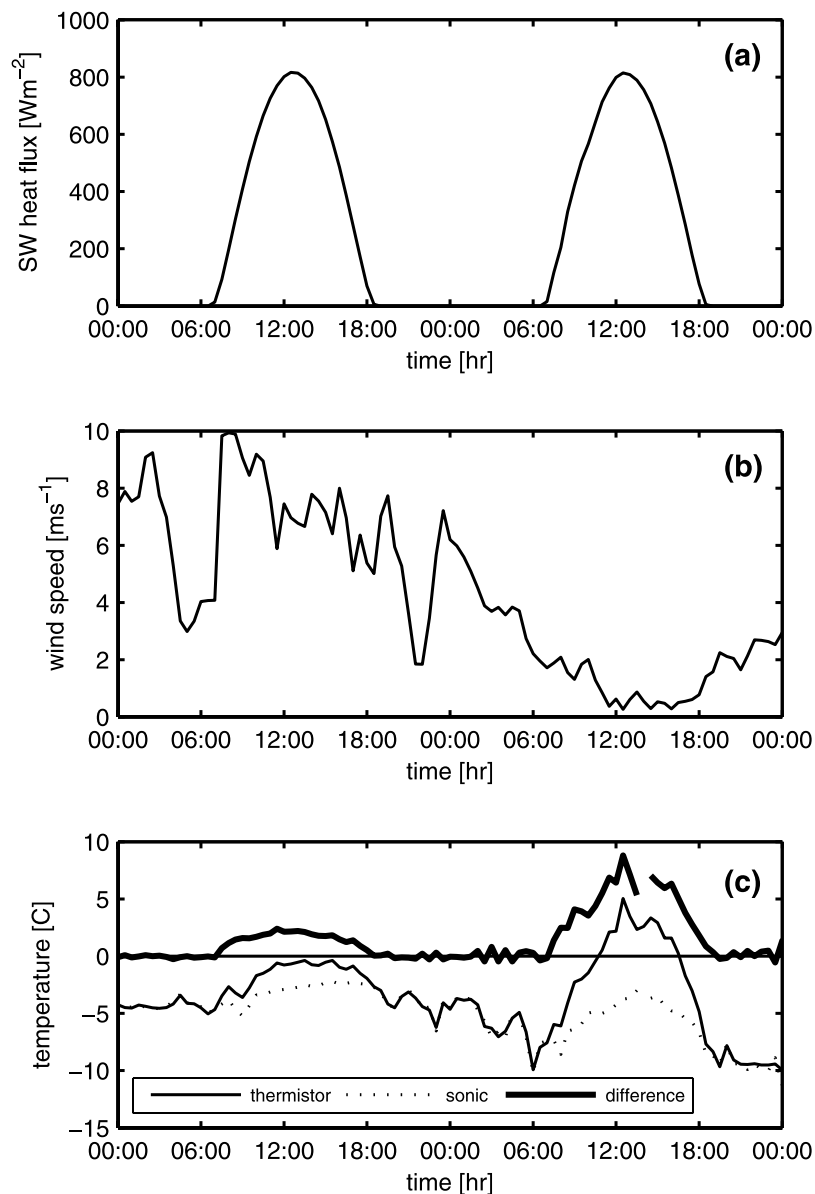 1000
800
600
400
200
0
SW heat flux [Wm−2]
(a)
00:00 06:00 12:00 18:00 00:00 06:00 12:00 18:00 00:00
time [hr]
10
8
6
4
2
0
wind speed [ms−1]
(b)
00:00 06:00 12:00 18:00 00:00 06:00 12:00 18:00 00:00
time [hr]
10
5
0
−5
−10
−15
temperature [C]
(c)
thermistor sonic difference
00:00 06:00 12:00 18:00 00:00 06:00 12:00 18:00 00:00
time [hr]